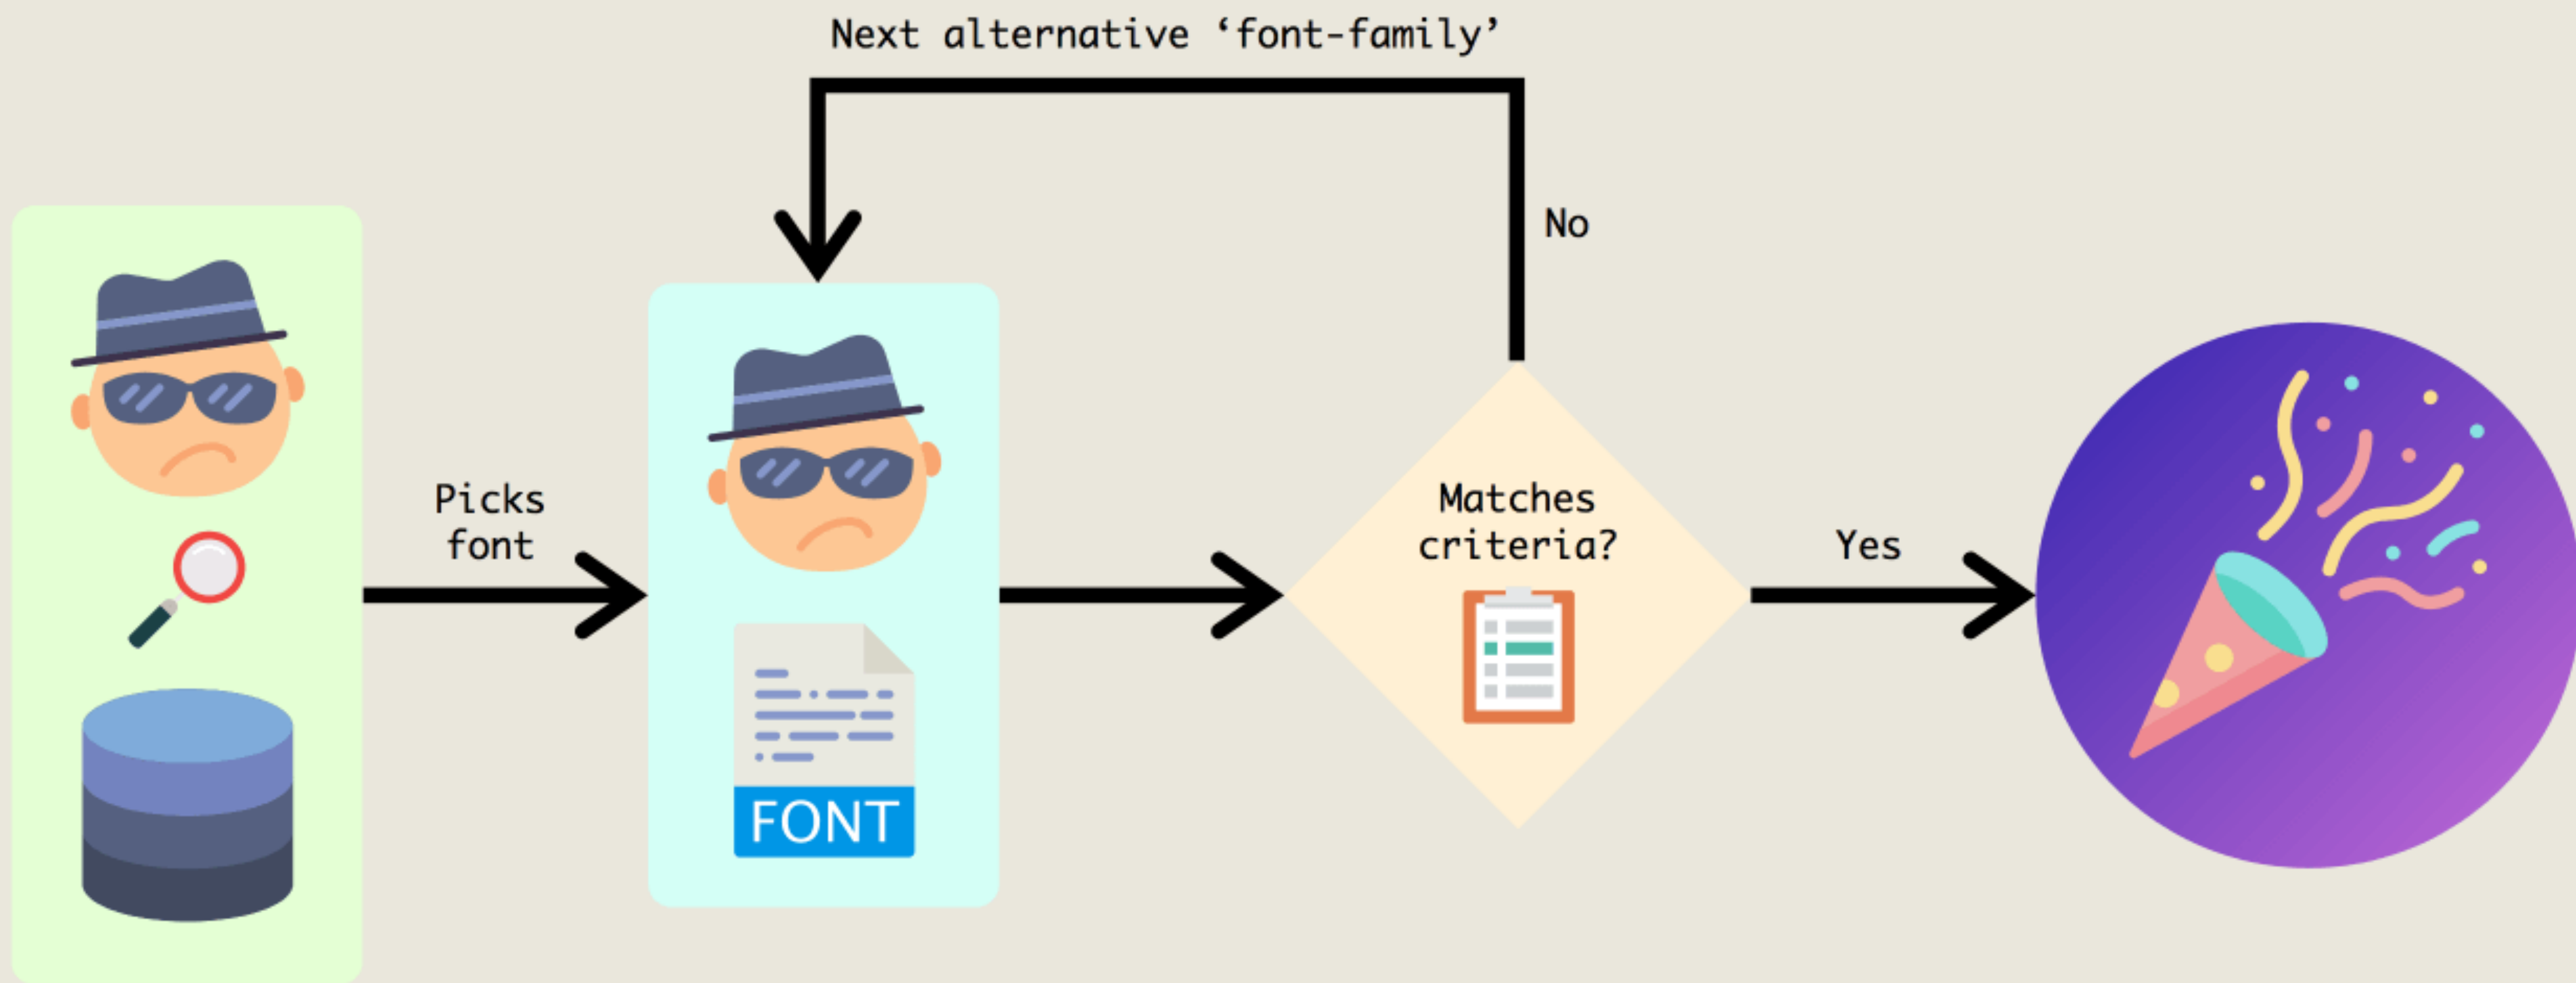 Next alternative ‘font-family’
No
Picks
font
Matches
criteria?
Yes
FONT